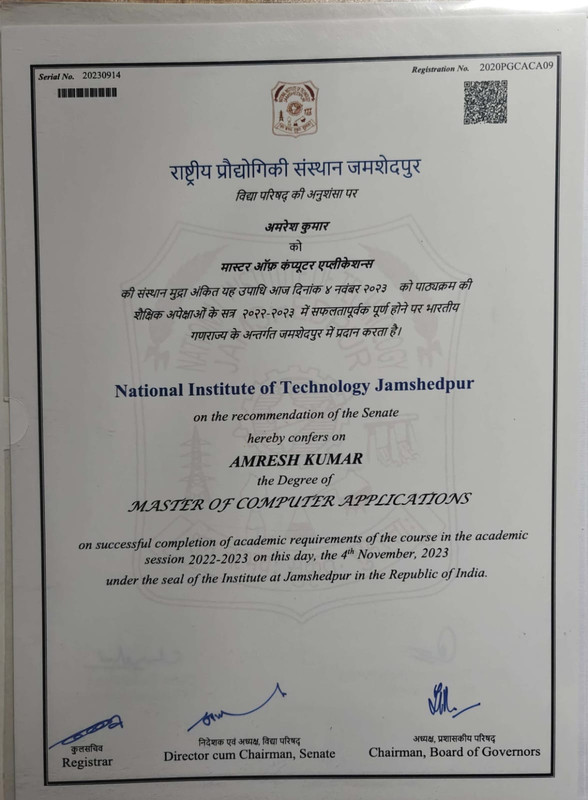 Serial No. 20230914
Registration No. 2020PGCACA09
राष्ट्रीय प्रौद्योगिकी संस्थान जमशेदपुर
विद्या परिषद् की अनुशंसा पर
अमरेश कुमार
को
मास्टर ऑफ़ कंप्यूटर एप्लीकेशन्स
की संस्थान मुद्रा अंकित यह उपाधि आज दिनांक ४ नवंबर २०२३ को पाठ्यक्रम की
शैक्षिक अपेक्षाओं के सत्र २०२२-२०२३ में सफलतापूर्वक पूर्ण होने पर भारतीय
गणराज्य के अन्तर्गत जमशेदपुर में प्रदान करता है।
National Institute of Technology Jamshedpur
on the recommendation of the Senate
hereby confers on
AMRESH KUMAR
the Degree of
MASTER OF COMPUTER APPLICATIONS
on successful completion of academic requirements of the course in the academic
session 2022-2023 on this day, the 4th November, 2023
under the seal of the Institute at Jamshedpur in the Republic of India.
कुलसचिव
Registrar
निदेशक एवं अध्यक्ष, विद्या परिषद्
Director cum Chairman, Senate
अध्यक्ष, प्रशासकीय परिषद्
Chairman, Board of Governors